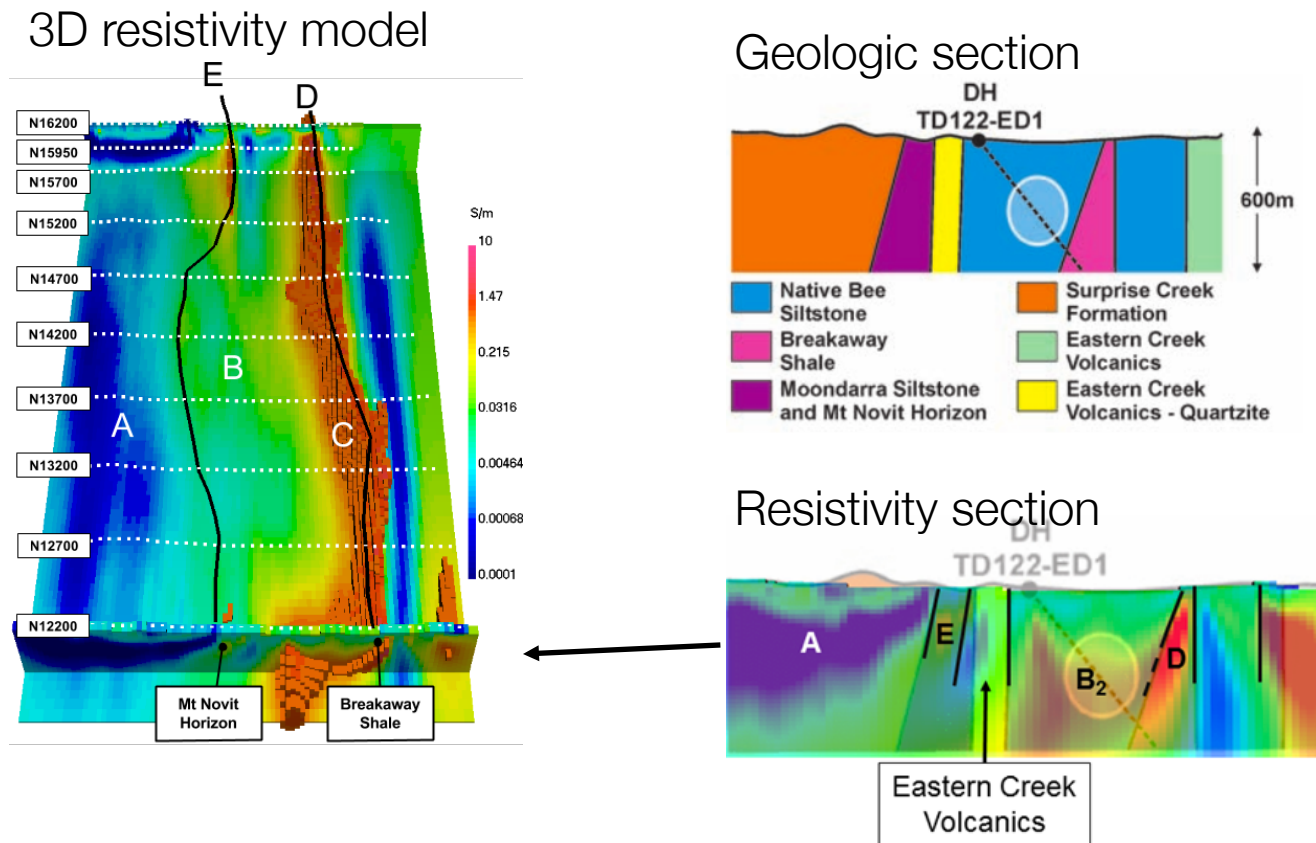 3D resistivity model
E
D
N16200
N15950
N15700
N15200
N14700
N14200
N13700
N13200
N12700
N12200
A
B
C
S/m
10
1.47
0.215
0.0316
0.00464
0.00068
0.0001
Mt Novit
Horizon
Breakaway
Shale
Geologic section
DH
TD122-ED1
600m
Native Bee
Siltstone
Breakaway
Shale
Moondarra Siltstone
and Mt Novit Horizon
Surprise Creek
Formation
Eastern Creek
Volcanics
Eastern Creek
Volcanics - Quartzite
Resistivity section
DH
TD122-ED1
A
E
B2
D
Eastern Creek
Volcanics